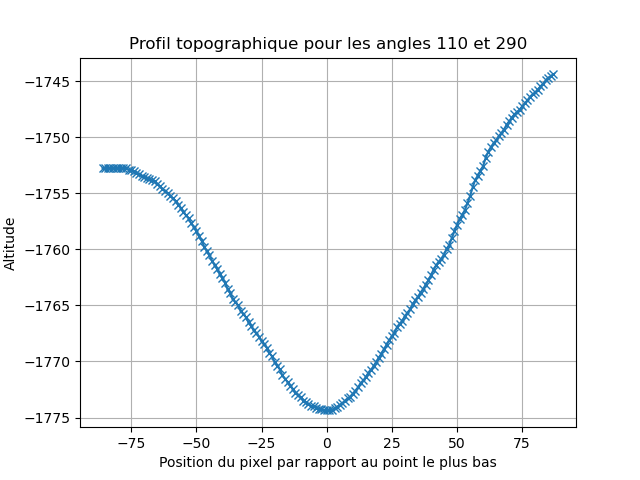 Profil topographique pour les angles 110 et 290
Altitude
−1745
−1750
−1755
−1760
−1765
−1770
−1775
−75 −50 −25 0 25 50 75
Position du pixel par rapport au point le plus bas